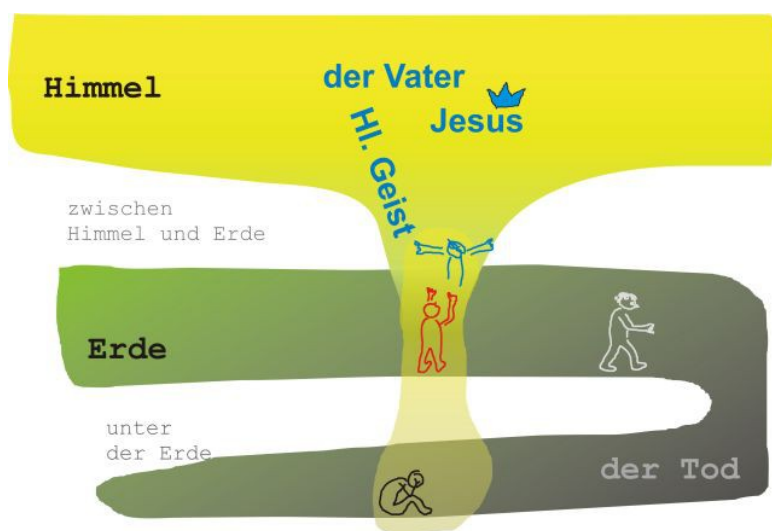 Himmel
der Vater
Jesus
Hl. Geist
zwischen
Himmel und Erde
Erde
unter
der Erde
der Tod